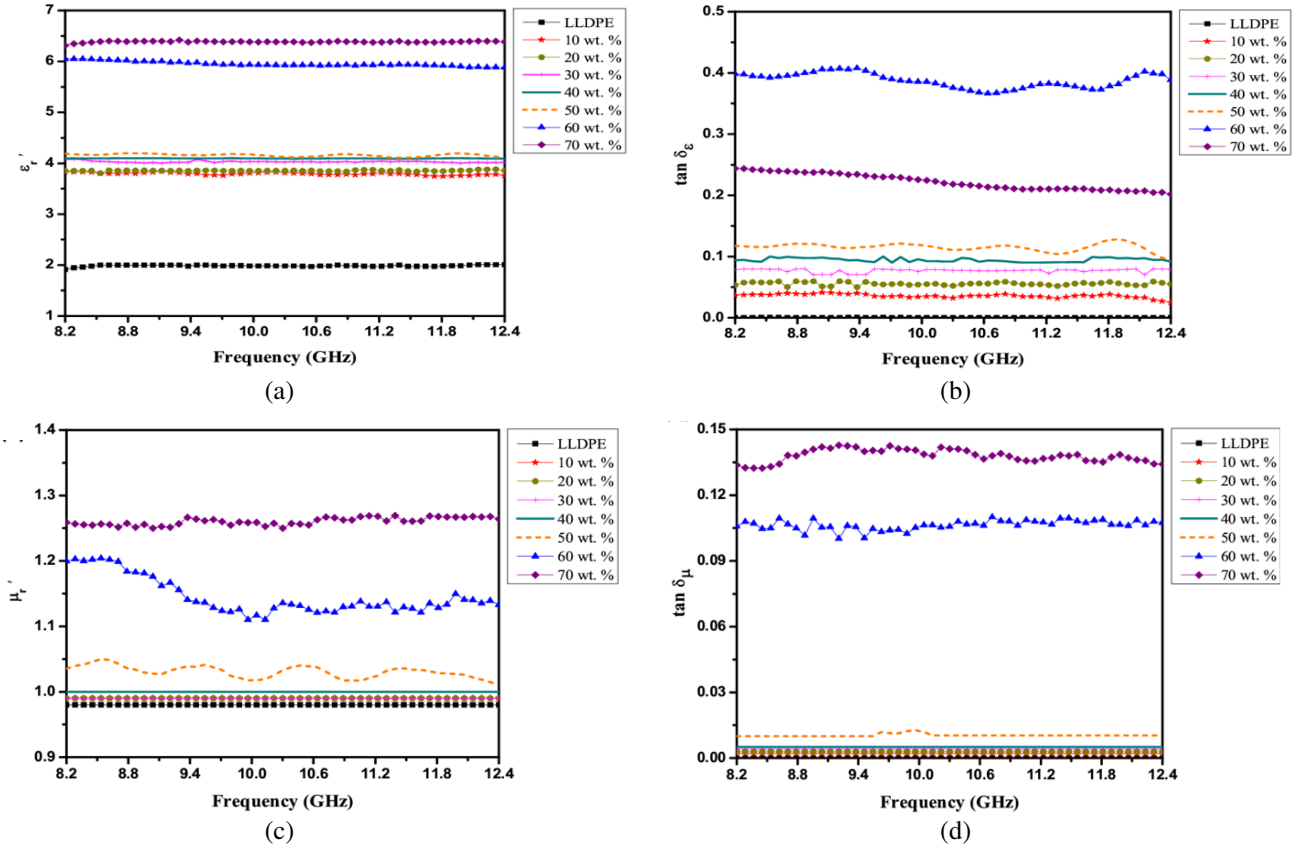 7
6
5
4
3
2
1
εr′
8.2 8.8 9.4 10.0 10.6 11.2 11.8 12.4
Frequency (GHz)
LLDPE
10 wt. %
20 wt. %
30 wt. %
40 wt. %
50 wt. %
60 wt. %
70 wt. %
(a)
0.5
0.4
0.3
0.2
0.1
0.0
tan δε
8.2 8.8 9.4 10.0 10.6 11.2 11.8 12.4
Frequency (GHz)
LLDPE
10 wt. %
20 wt. %
30 wt. %
40 wt. %
50 wt. %
60 wt. %
70 wt. %
(b)
1.4
1.3
1.2
1.1
1.0
0.9
μr′
8.2 8.8 9.4 10.0 10.6 11.2 11.8 12.4
Frequency (GHz)
LLDPE
10 wt. %
20 wt. %
30 wt. %
40 wt. %
50 wt. %
60 wt. %
70 wt. %
(c)
0.15
0.12
0.09
0.06
0.03
0.00
tan δμ
8.2 8.8 9.4 10.0 10.6 11.2 11.8 12.4
Frequency (GHz)
LLDPE
10 wt. %
20 wt. %
30 wt. %
40 wt. %
50 wt. %
60 wt. %
70 wt. %
(d)